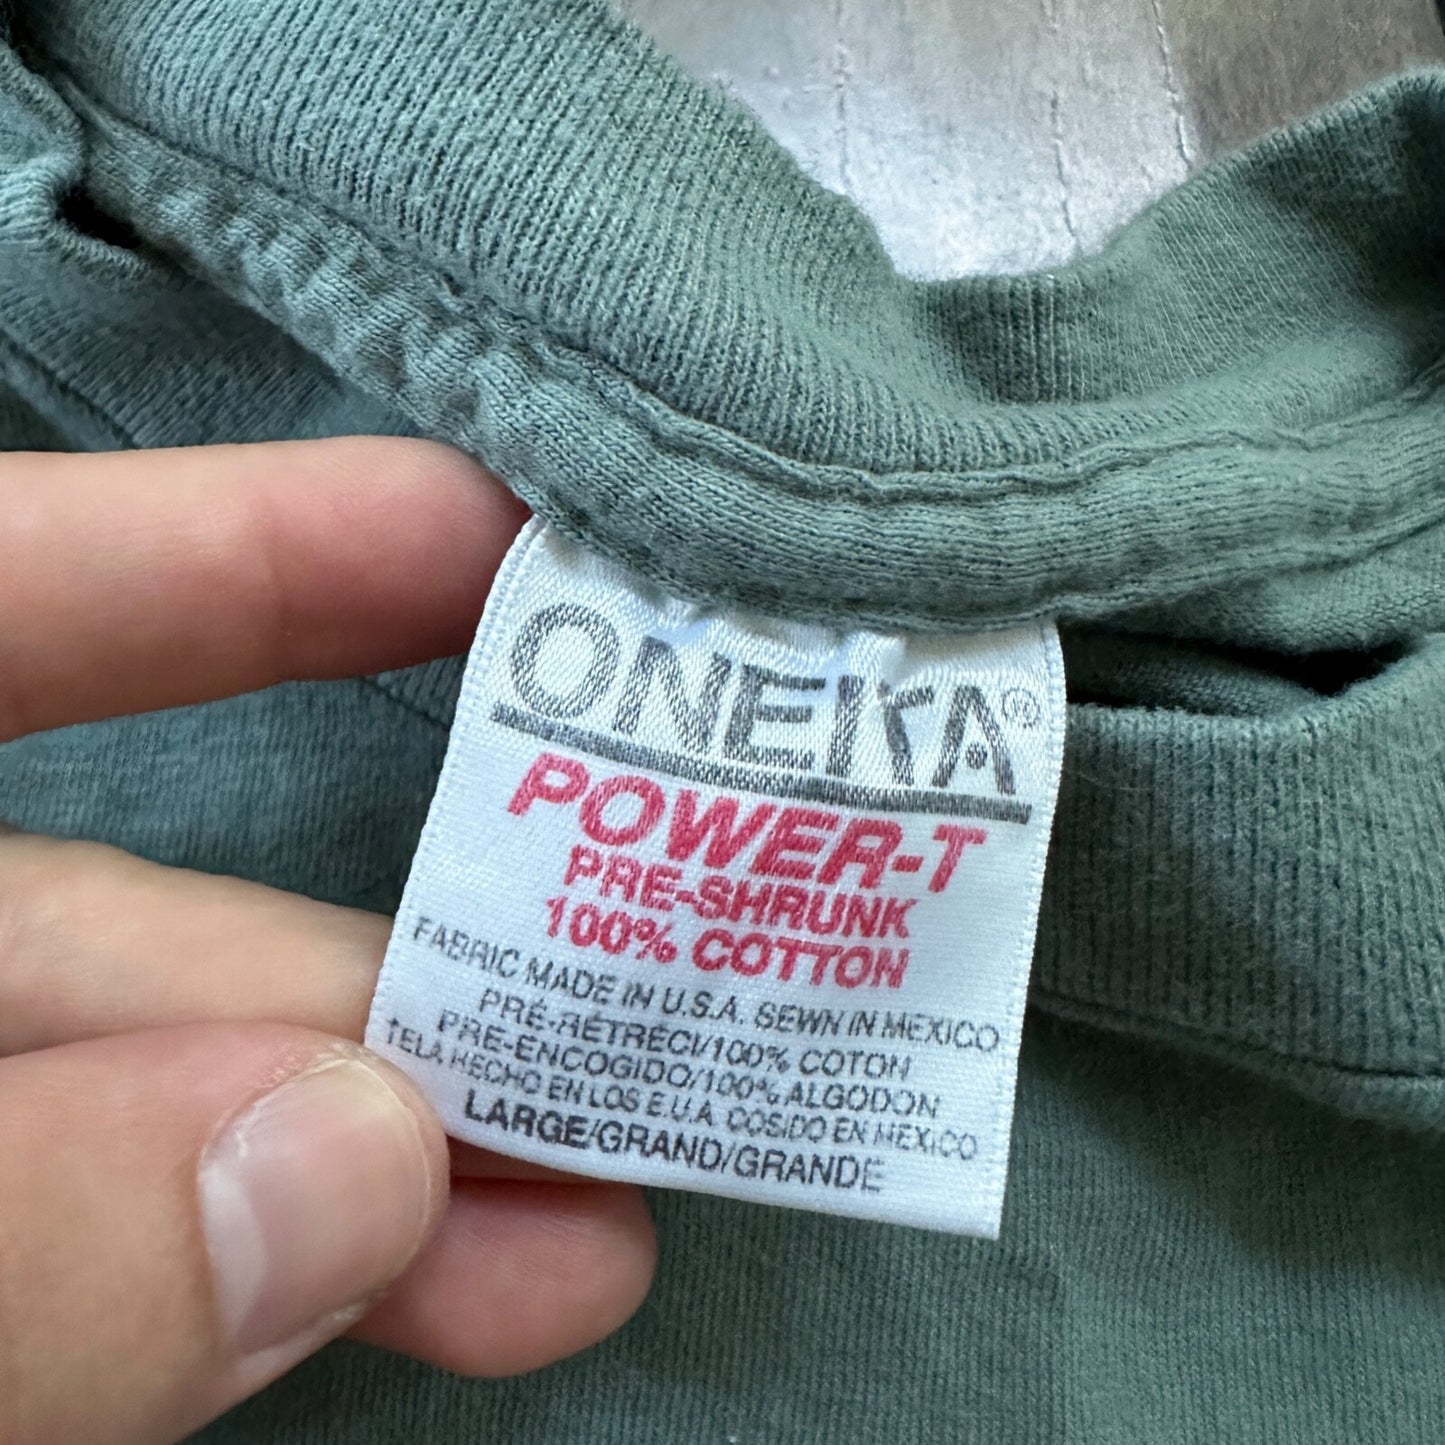 ONEITA®
POWER-T
PRE-SHRUNK
100% COTTON
FABRIC MADE IN U.S.A. SEWN IN MEXICO
PRÉ-RÉTRÉCI/100% COTON
PRE-ENCOGIDO/100% ALGODON
TELA HECHO EN LOS E.U.A. COSIDO EN MEXICO
LARGE/GRAND/GRANDE